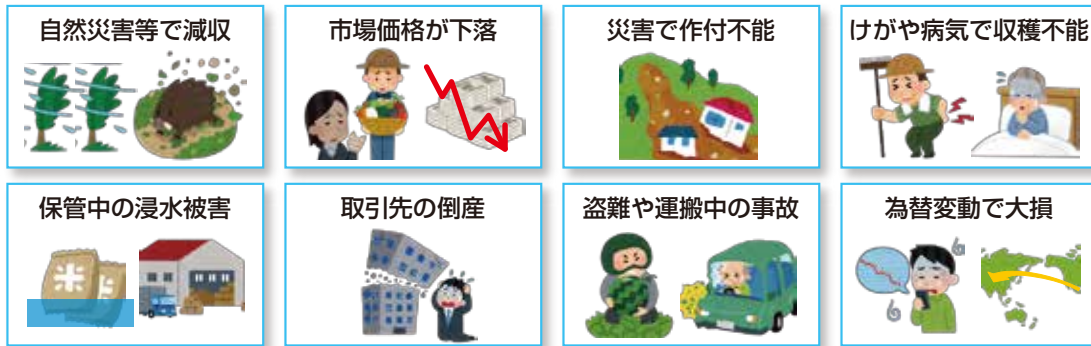 自然災害等で減収
市場価格が下落
災害で作付不能
けがや病気で収穫不能
保管中の浸水被害
米
取引先の倒産
盗難や運搬中の事故
為替変動で大損